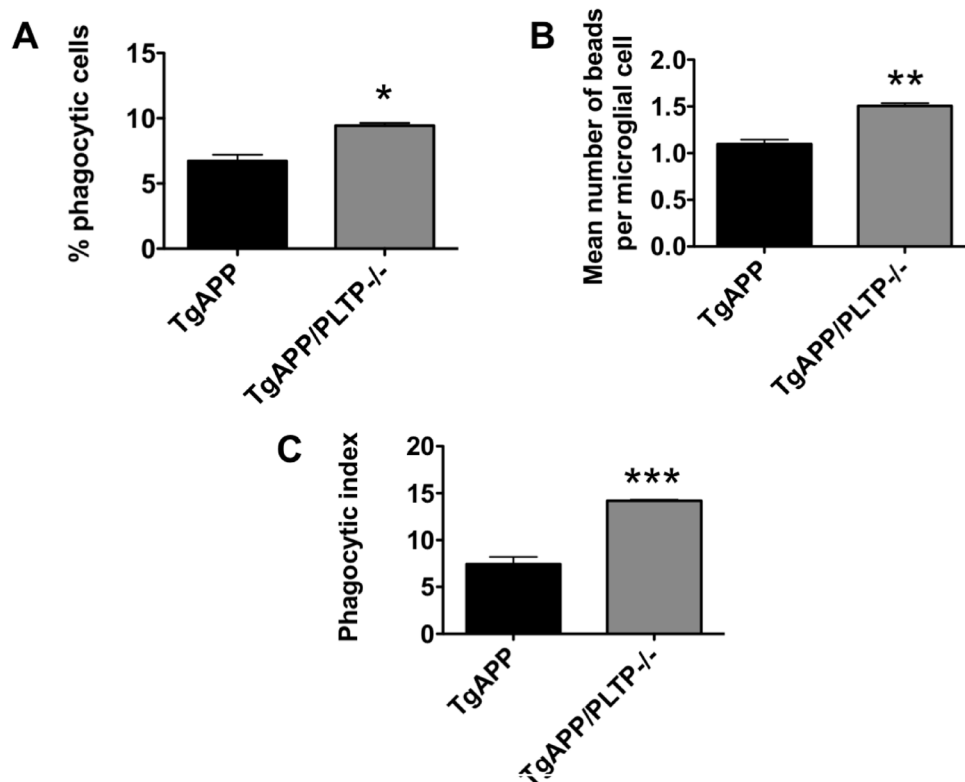 A
% phagocytic cells
15
10
5
0
*
TgAPP
TgAPP/PLTP-/-
B
Mean number of beads
per microglial cell
2.0
1.5
1.0
0.5
0.0
**
TgAPP
TgAPP/PLTP-/-
C
Phagocytic index
20
15
10
5
0
***
TgAPP
TgAPP/PLTP-/-